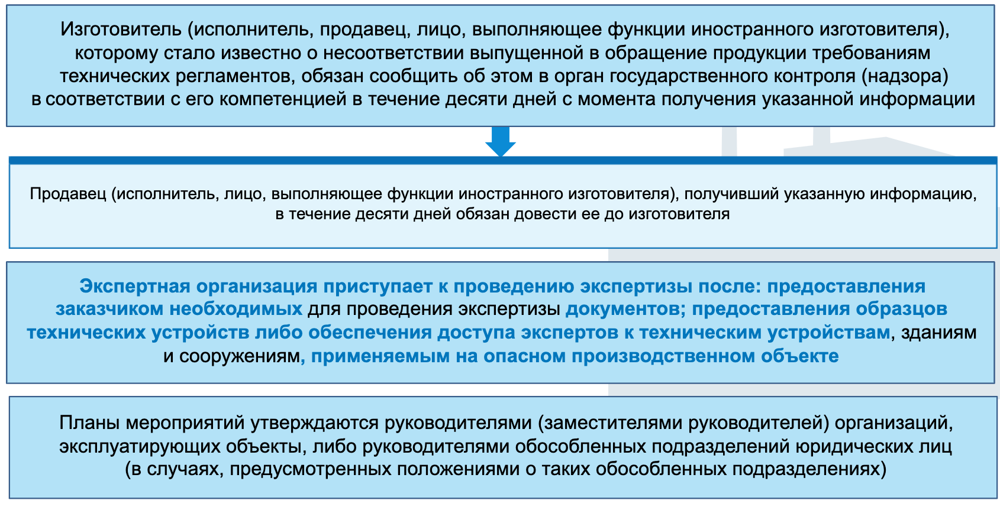 Изготовитель (исполнитель, продавец, лицо, выполняющее функции иностранного изготовителя),
которому стало известно о несоответствии выпущенной в обращение продукции требованиям
технических регламентов, обязан сообщить об этом в орган государственного контроля (надзора)
в соответствии с его компетенцией в течение десяти дней с момента получения указанной информации
Продавец (исполнитель, лицо, выполняющее функции иностранного изготовителя), получивший указанную информацию,
в течение десяти дней обязан довести ее до изготовителя
Экспертная организация приступает к проведению экспертизы после: предоставления
заказчиком необходимых для проведения экспертизы документов; предоставления образцов
технических устройств либо обеспечения доступа экспертов к техническим устройствам, зданиям
и сооружениям, применяемым на опасном производственном объекте
Планы мероприятий утверждаются руководителями (заместителями руководителей) организаций,
эксплуатирующих объекты, либо руководителями обособленных подразделений юридических лиц
(в случаях, предусмотренных положениями о таких обособленных подразделениях)